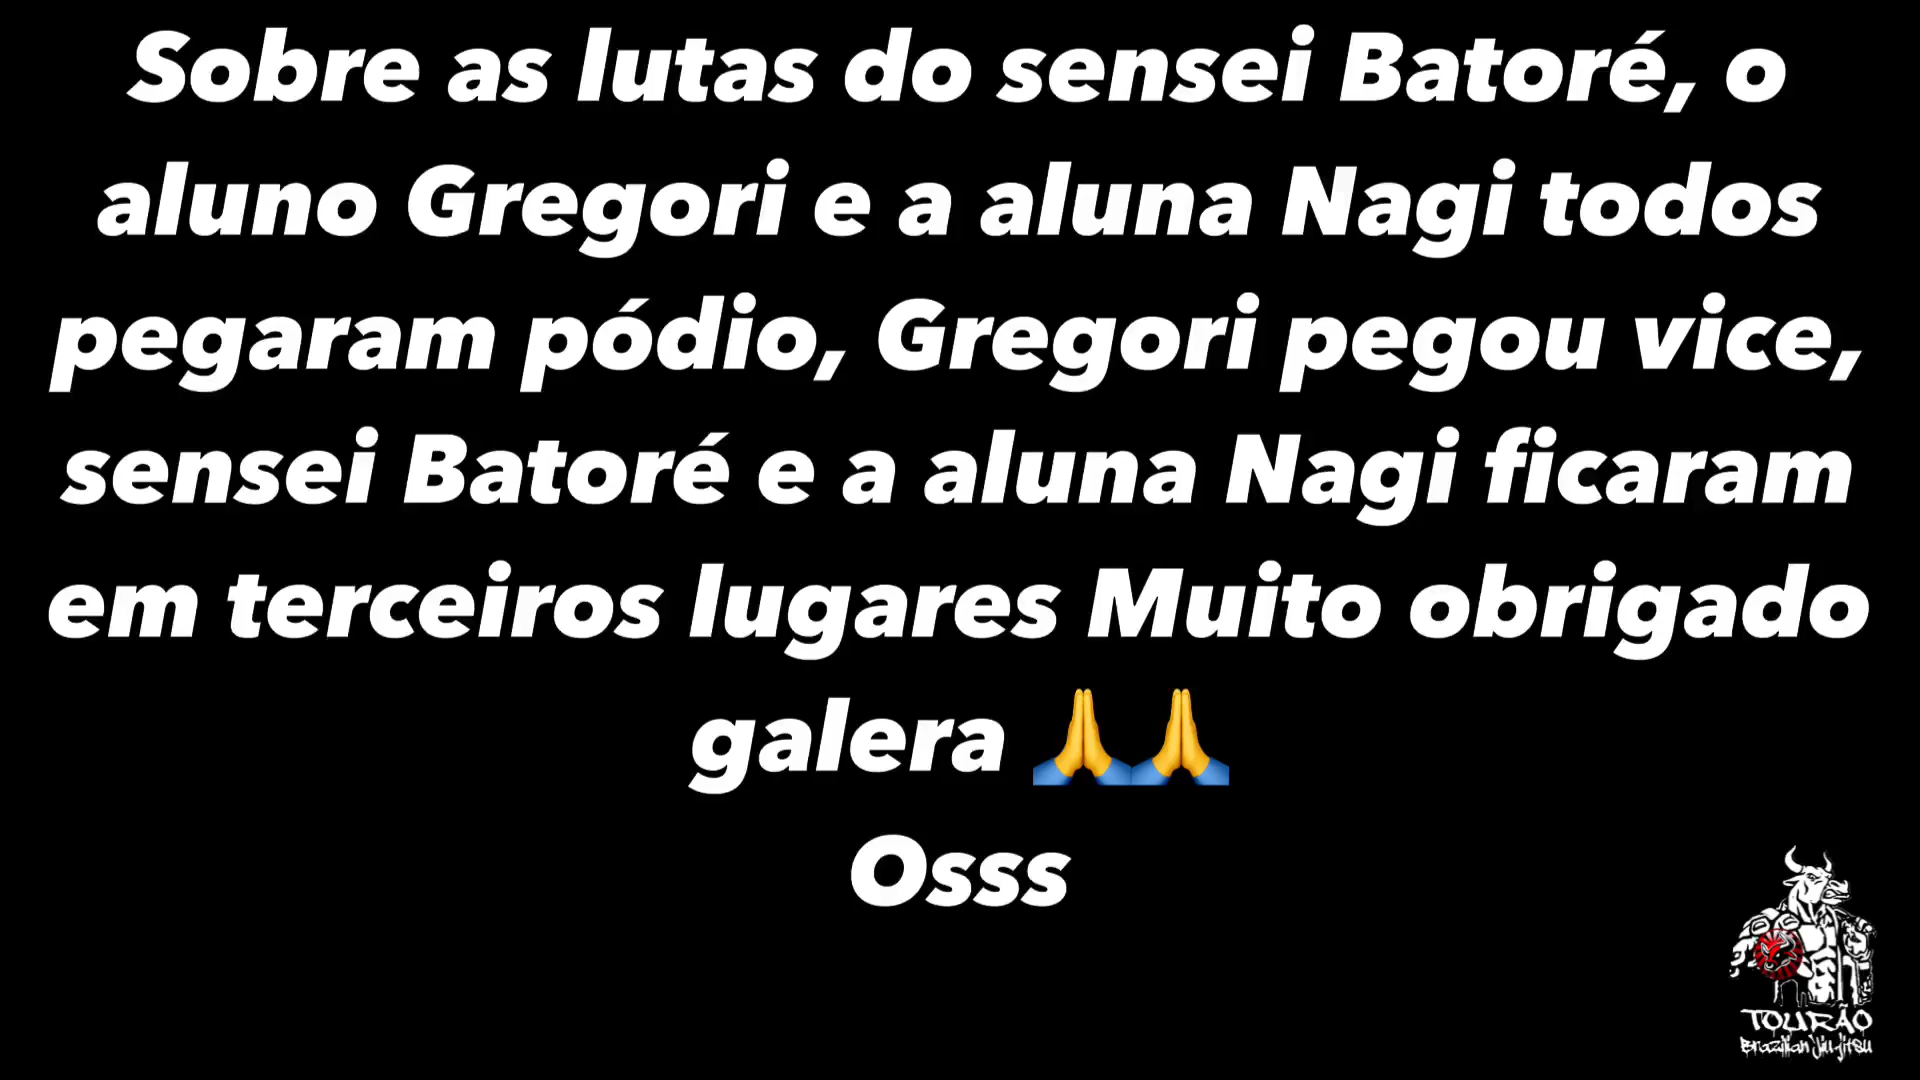 Sobre as lutas do sensei Batoré, o
aluno Gregori e a aluna Nagi todos
pegaram pódio, Gregori pegou vice,
sensei Batoré e a aluna Nagi ficaram
em terceiros lugares Muito obrigado
galera 🙏🙏
Osss
TOURÃO
Brazilian Jiu-Jitsu